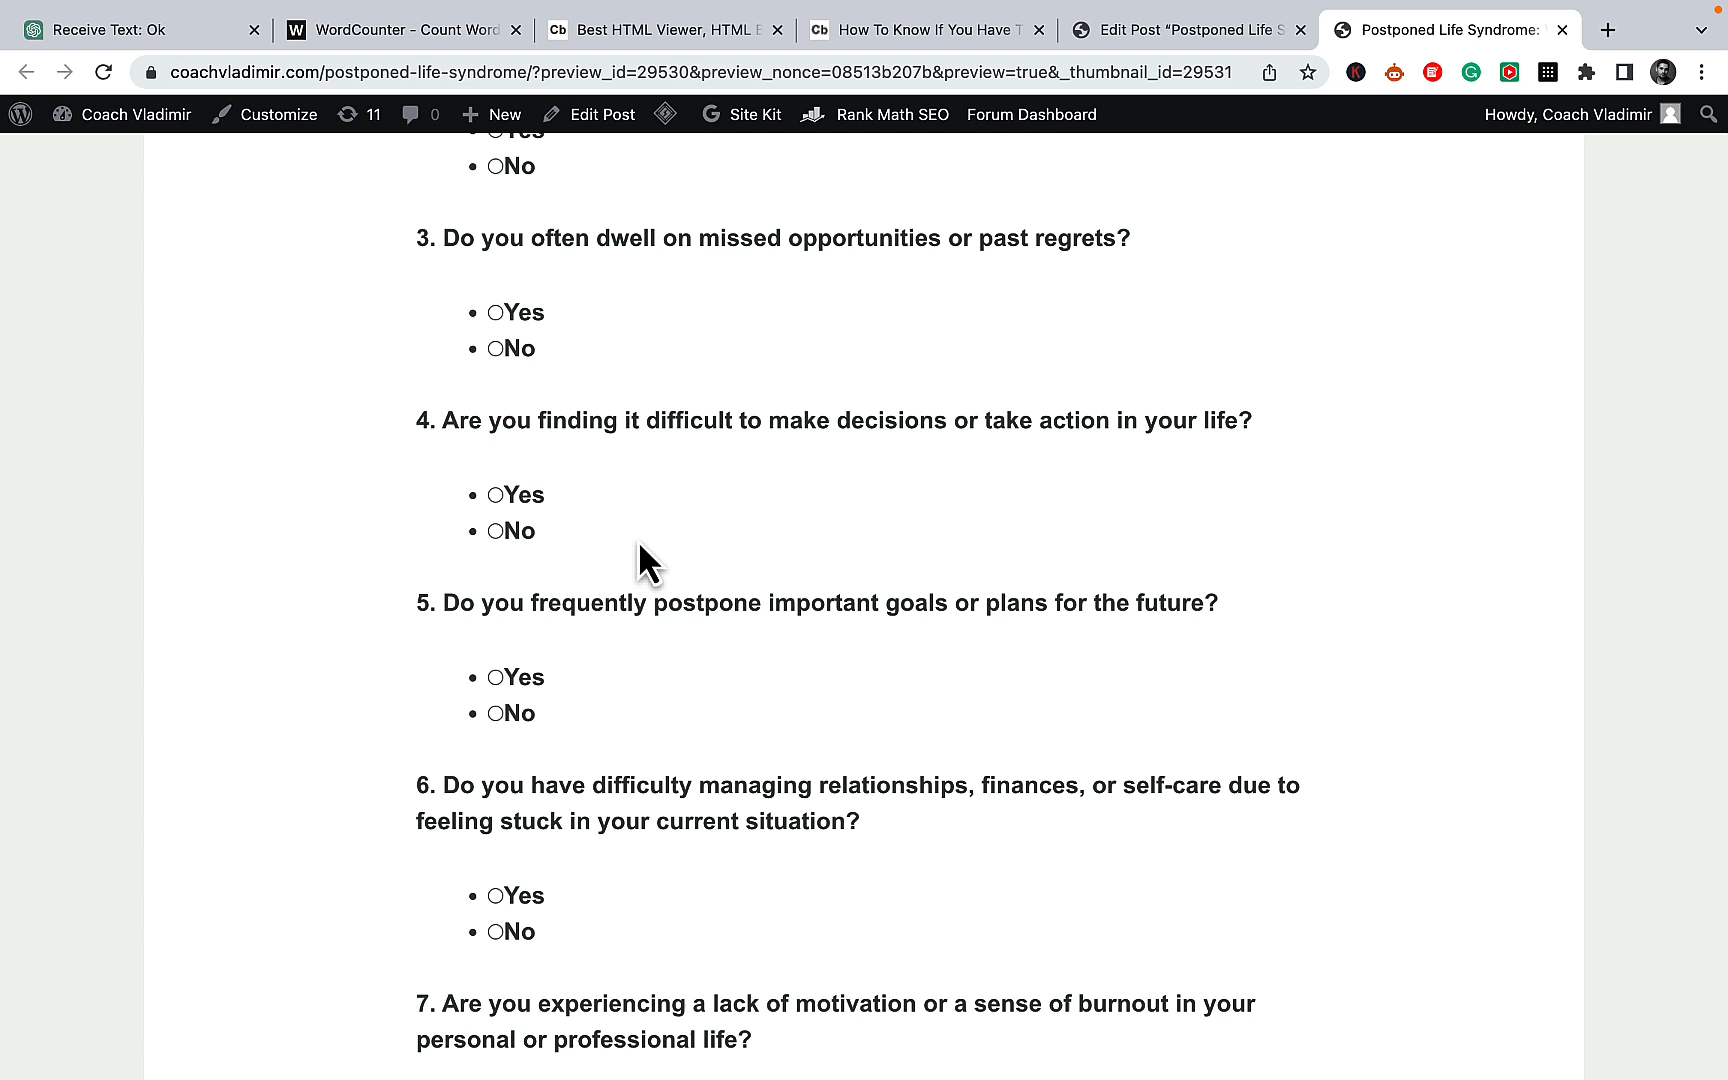 Receive Text: Ok
WordCounter - Count Word
Cb Best HTML Viewer, HTML E
Cb How To Know If You Have T
Edit Post “Postponed Life S
Postponed Life Syndrome:
coachvladimir.com/postponed-life-syndrome/?preview_id=29530&preview_nonce=08513b207b&preview=true&_thumbnail_id=29531
Coach Vladimir Customize 11 0 New Edit Post Site Kit Rank Math SEO Forum Dashboard Howdy, Coach Vladimir
Yes
No
3. Do you often dwell on missed opportunities or past regrets?
Yes
No
4. Are you finding it difficult to make decisions or take action in your life?
Yes
No
5. Do you frequently postpone important goals or plans for the future?
Yes
No
6. Do you have difficulty managing relationships, finances, or self-care due to
feeling stuck in your current situation?
Yes
No
7. Are you experiencing a lack of motivation or a sense of burnout in your
personal or professional life?